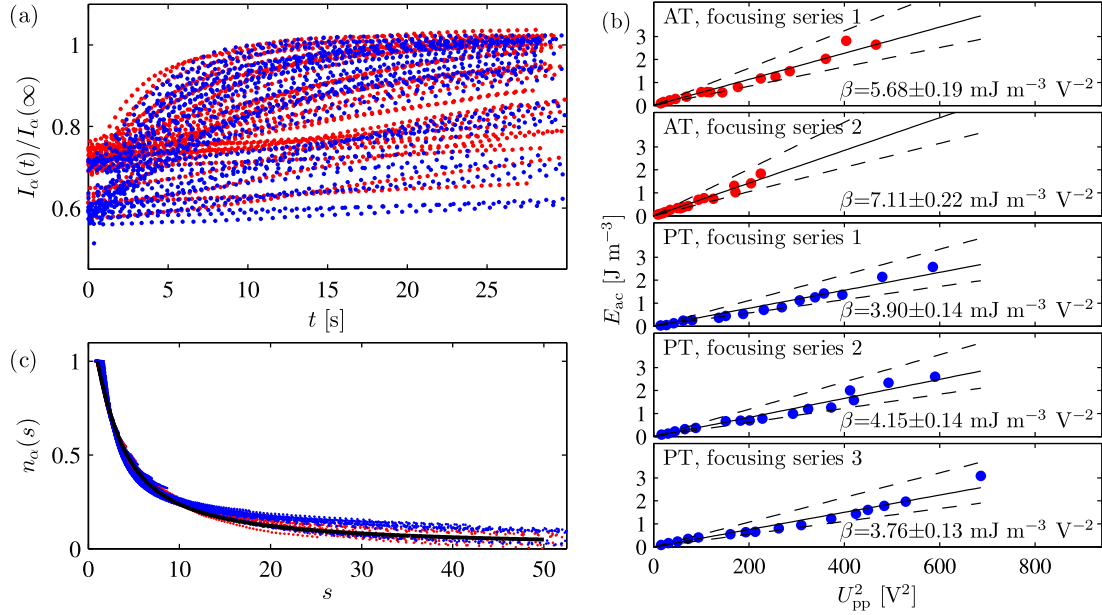 (a)
1
0.8
0.6
I_α(t)/I_α(∞)
0 5 10 15 20 25
t [s]
(c)
1
0.5
0
n_α(s)
0 10 20 30 40 50
s
(b)
AT, focusing series 1
3
2
1
0
β=5.68±0.19 mJ m⁻³ V⁻²
AT, focusing series 2
3
2
1
0
β=7.11±0.22 mJ m⁻³ V⁻²
PT, focusing series 1
3
2
1
0
β=3.90±0.14 mJ m⁻³ V⁻²
PT, focusing series 2
3
2
1
0
β=4.15±0.14 mJ m⁻³ V⁻²
PT, focusing series 3
3
2
1
0
β=3.76±0.13 mJ m⁻³ V⁻²
E_ac [J m⁻³]
0 200 400 600 800
U²_pp [V²]